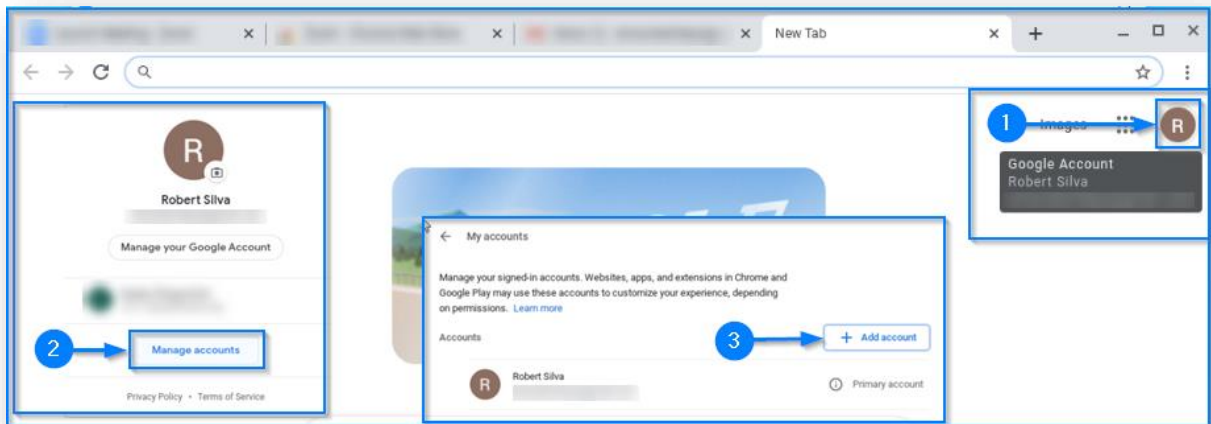 New Tab
1
Images
R
Google Account
Robert Silva
R
Robert Silva
Manage your Google Account
2
Manage accounts
Privacy Policy • Terms of Service
My accounts
Manage your signed-in accounts. Websites, apps, and extensions in Chrome and
Google Play may use these accounts to customize your experience, depending
on permissions. Learn more
Accounts
3
+ Add account
R
Robert Silva
Primary account